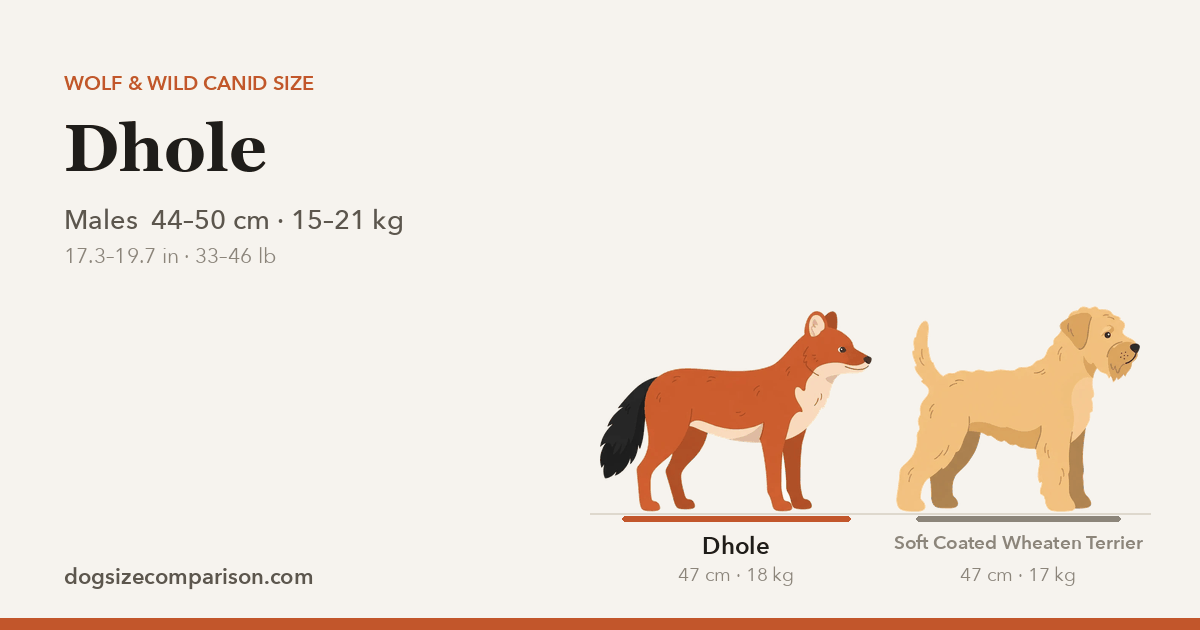 WOLF & WILD CANID SIZE
Dhole
Males 44–50 cm · 15–21 kg
17.3–19.7 in · 33–46 lb
Dhole
47 cm · 18 kg
Soft Coated Wheaten Terrier
47 cm · 17 kg
dogsizecomparison.com